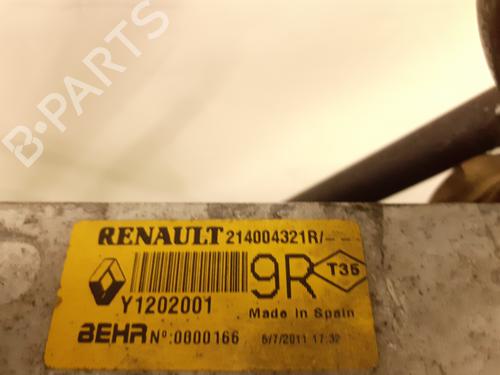 B-PARTS
RENAULT 214004321R/- --
9R T35
Y1202001
Made in Spain
BEHR Nº:0000166 5/7/2011 17:32